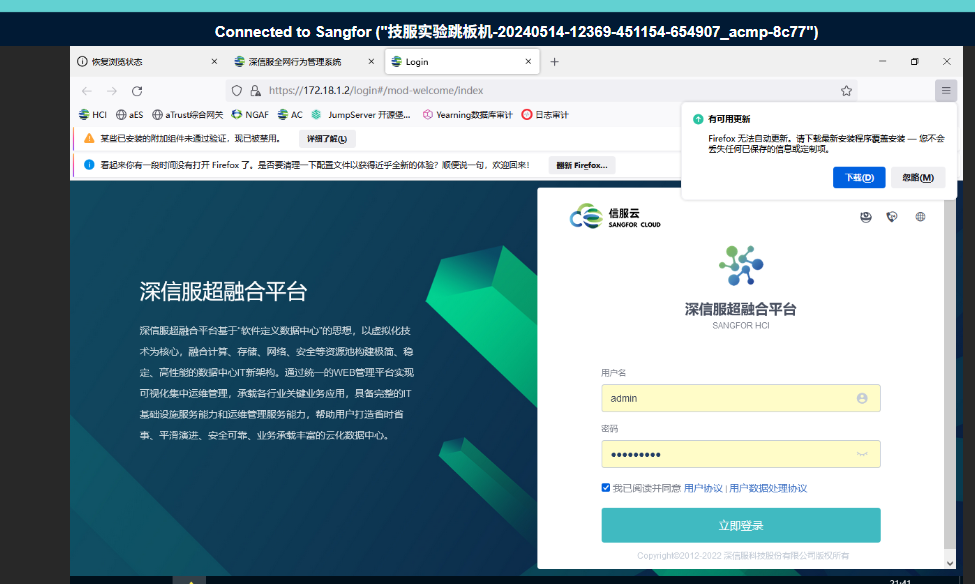 Connected to Sangfor ("技服实验跳板机-20240514-12369-451154-654907_acmp-8c77")
恢复浏览状态
深信服全网行为管理系统
Login
https://172.18.1.2/login#/mod-welcome/index
HCI
aES
aTrust综合网关
NGAF
AC
JumpServer 开源堡...
Yearning数据库审计
日志审计
某些已安装的附加组件未通过验证，现已被禁用。
详细了解(L)
看起来你有一段时间没有打开 Firefox 了。是否要清理一下配置文件以获得近乎全新的体验？顺便说一句，欢迎回来！
翻新 Firefox...
有可用更新
Firefox 无法自动更新。请下载最新安装程序覆盖安装 — 您不会
丢失任何已保存的信息或定制项。
下载(D)
忽略(M)
信服云
SANGFOR CLOUD
深信服超融合平台
SANGFOR HCI
深信服超融合平台
深信服超融合平台基于"软件定义数据中心"的思想，以虚拟化技
术为核心，融合计算、存储、网络、安全等资源池构建极简、稳
定、高性能的数据中心IT新架构。通过统一的WEB管理平台实现
可视化集中运维管理，承载各行业关键业务应用，具备完整的IT
基础设施服务能力和运维管理服务能力，帮助用户打造省时省
事、平滑演进、安全可靠、业务承载丰富的云化数据中心。
用户名
admin
密码
我已阅读并同意 用户协议 | 用户数据处理协议
立即登录
Copyright©2012-2022 深信服科技股份有限公司版权所有
21:41